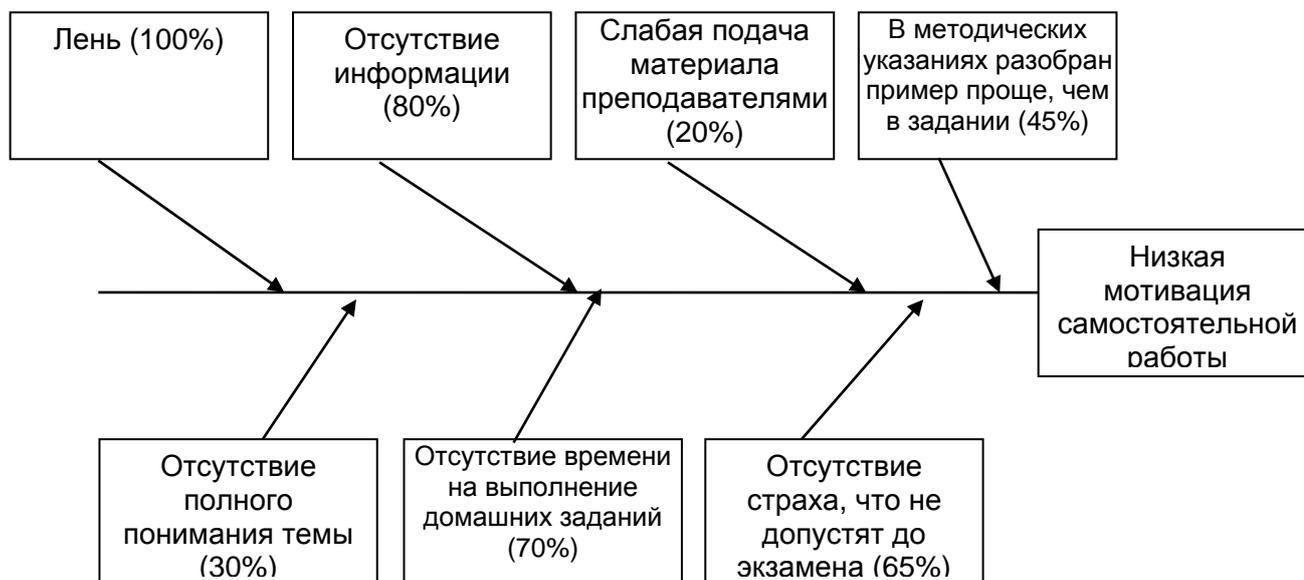 Лень (100%)
Отсутствие
информации
(80%)
Слабая подача
материала
преподавателями
(20%)
В методических
указаниях разобран
пример проще, чем
в задании (45%)
Низкая
мотивация
самостоятельной
работы
Отсутствие
полного
понимания темы
(30%)
Отсутствие времени
на выполнение
домашних заданий
(70%)
Отсутствие
страха, что не
допустят до
экзамена (65%)